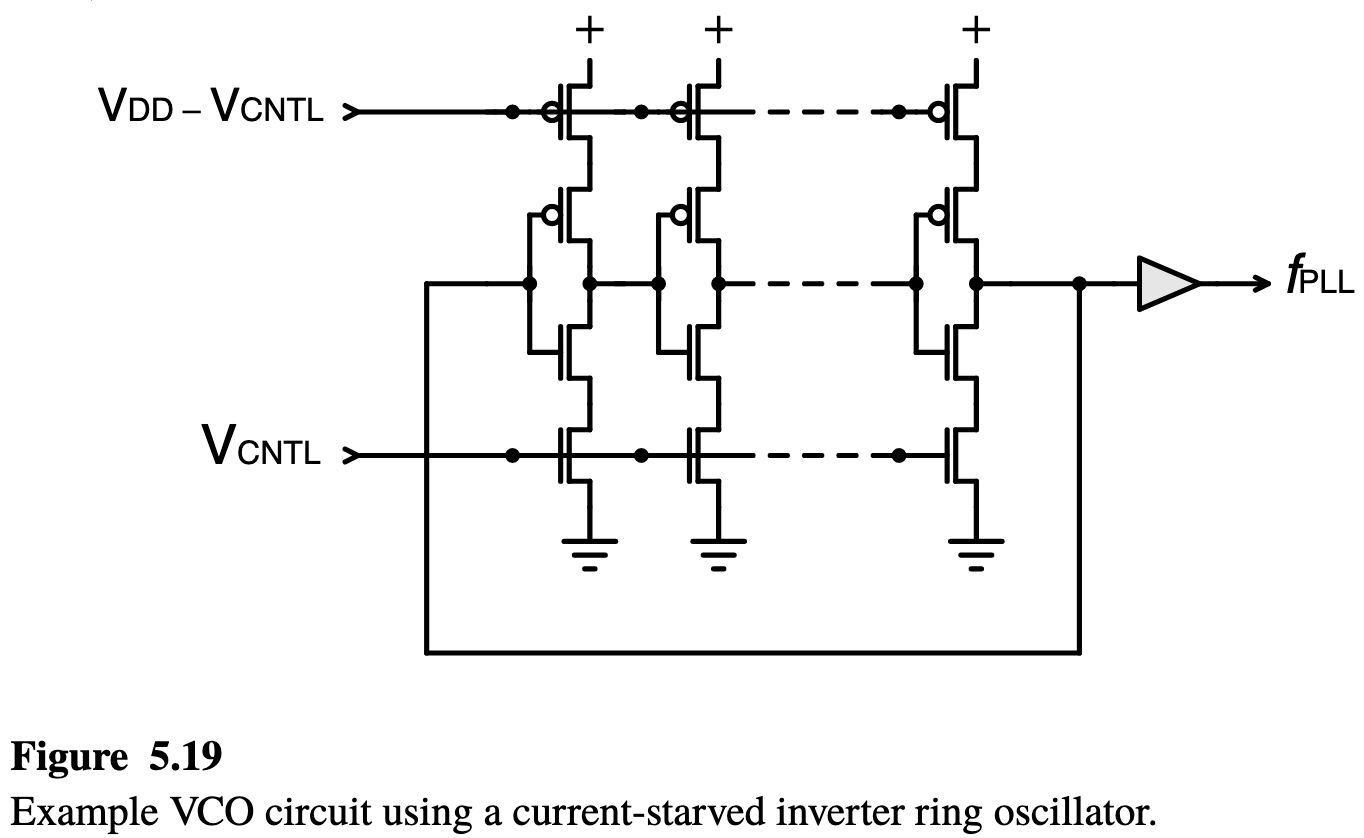 + + +
VDD – VCNTL
fPLL
VCNTL
Figure 5.19
Example VCO circuit using a current-starved inverter ring oscillator.